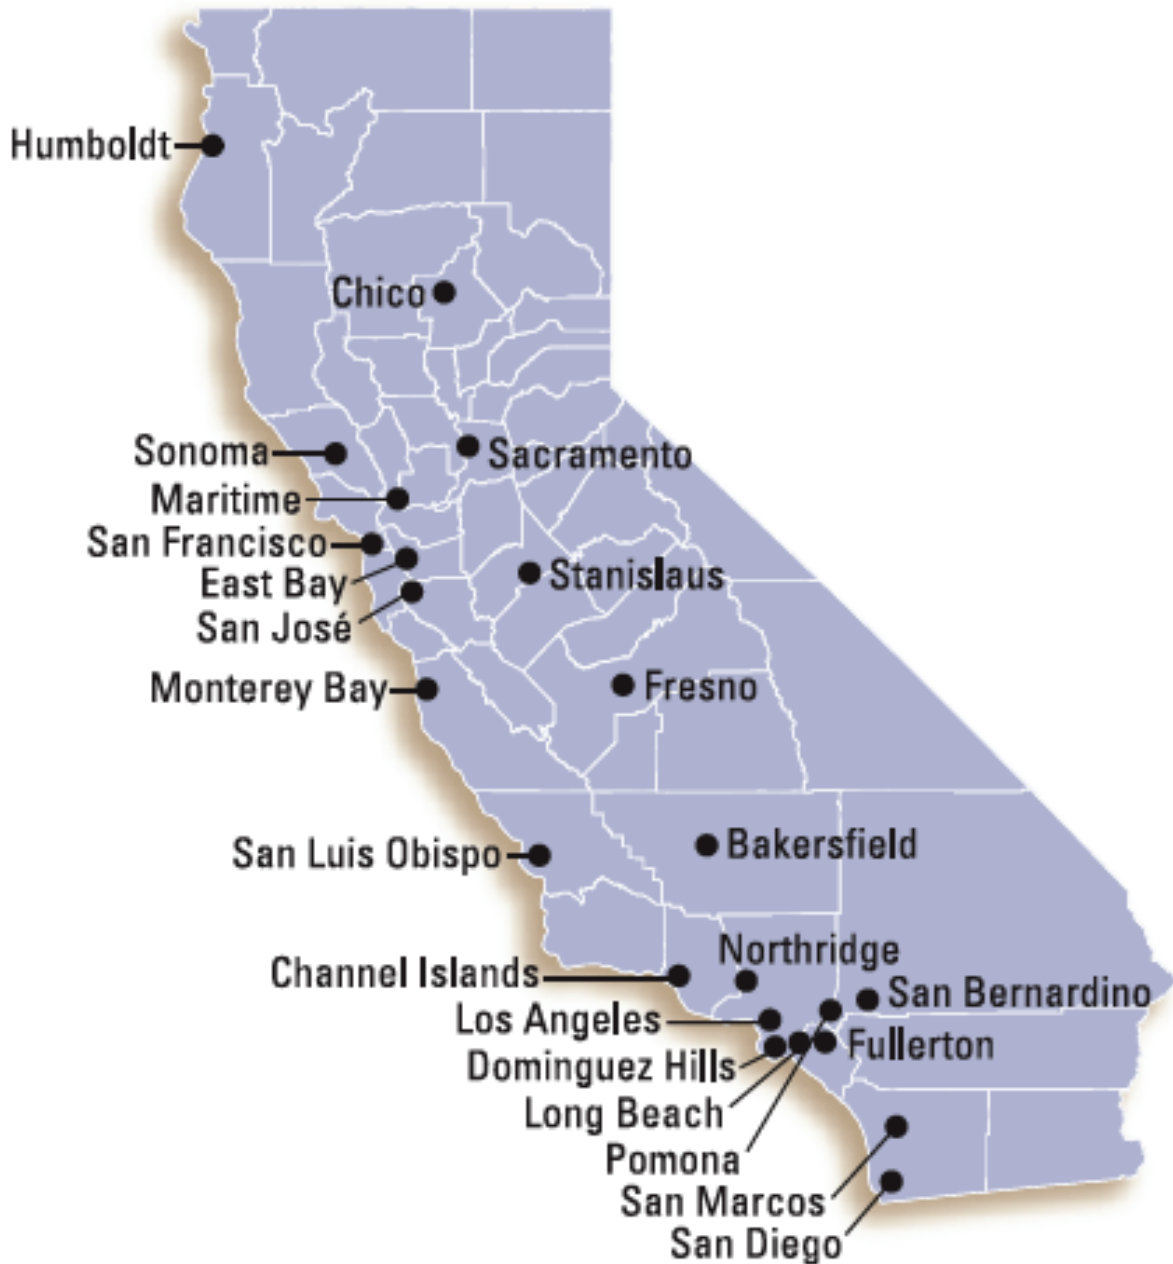 Humboldt
Chico
Sonoma
Sacramento
Maritime
San Francisco
East Bay
Stanislaus
San José
Monterey Bay
Fresno
San Luis Obispo
Bakersfield
Northridge
Channel Islands
San Bernardino
Los Angeles
Fullerton
Dominguez Hills
Long Beach
Pomona
San Marcos
San Diego